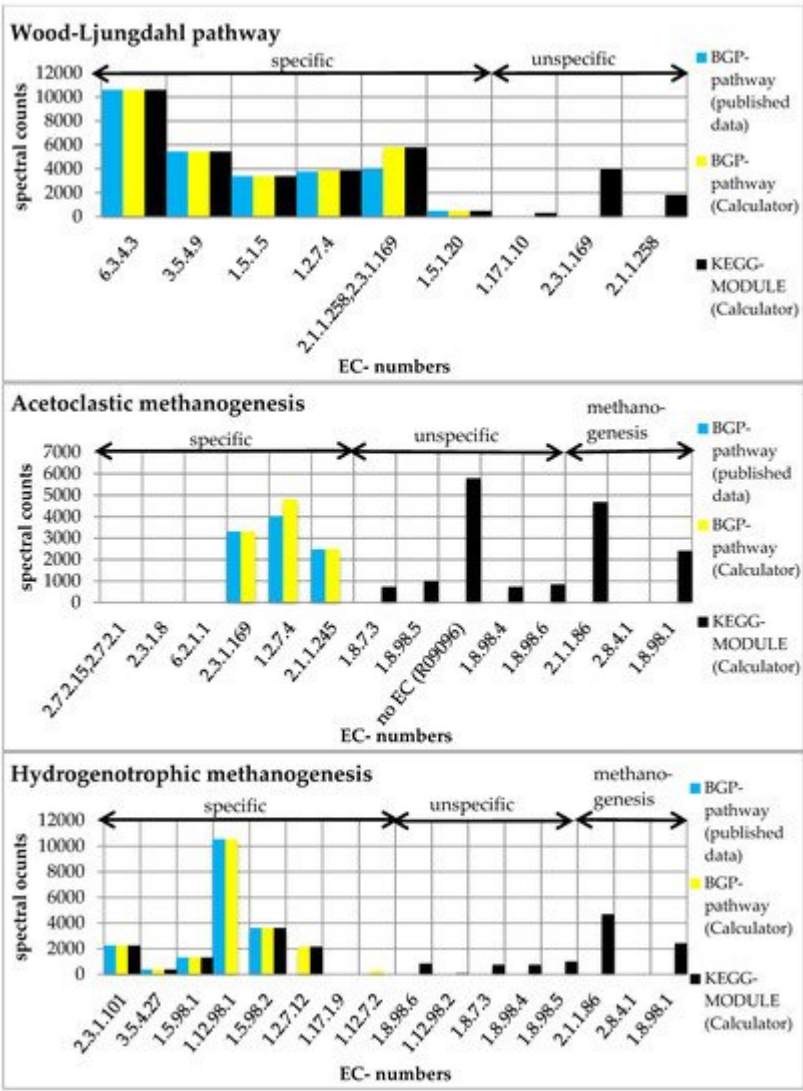 Wood-Ljungdahl pathway
specific
unspecific
12000
10000
8000
6000
4000
2000
0
spectral counts
6.3.4.3
3.5.4.9
1.5.1.5
1.2.7.4
2.1.1.258,2.3.1.169
1.5.1.20
1.17.1.10
2.3.1.169
2.1.1.258
EC- numbers
BGP-
pathway
(published
data)
BGP-
pathway
(Calculator)
KEGG-
MODULE
(Calculator)
Acetoclastic methanogenesis
specific
unspecific
methano-
genesis
7000
6000
5000
4000
3000
2000
1000
0
spectral counts
2.7.2.15,2.7.2.1
2.3.1.8
6.2.1.1
2.3.1.169
1.2.7.4
2.1.1.245
1.8.7.3
1.8.98.5
no EC (R09096)
1.8.98.4
1.8.98.6
2.1.1.86
2.8.4.1
1.8.98.1
EC- numbers
BGP-
pathway
(published
data)
BGP-
pathway
(Calculator)
KEGG-
MODULE
(Calculator)
Hydrogenotrophic methanogenesis
specific
unspecific
methano-
genesis
12000
10000
8000
6000
4000
2000
0
spectral ocunts
2.3.1.101
3.5.4.27
1.5.98.1
1.12.98.1
1.5.98.2
1.2.7.12
1.17.1.9
1.12.7.2
1.8.98.6
1.12.98.2
1.8.7.3
1.8.98.4
1.8.98.5
2.1.1.86
2.8.4.1
1.8.98.1
EC- numbers
BGP-
pathway
(published
data)
BGP-
pathway
(Calculator)
KEGG-
MODULE
(Calculator)